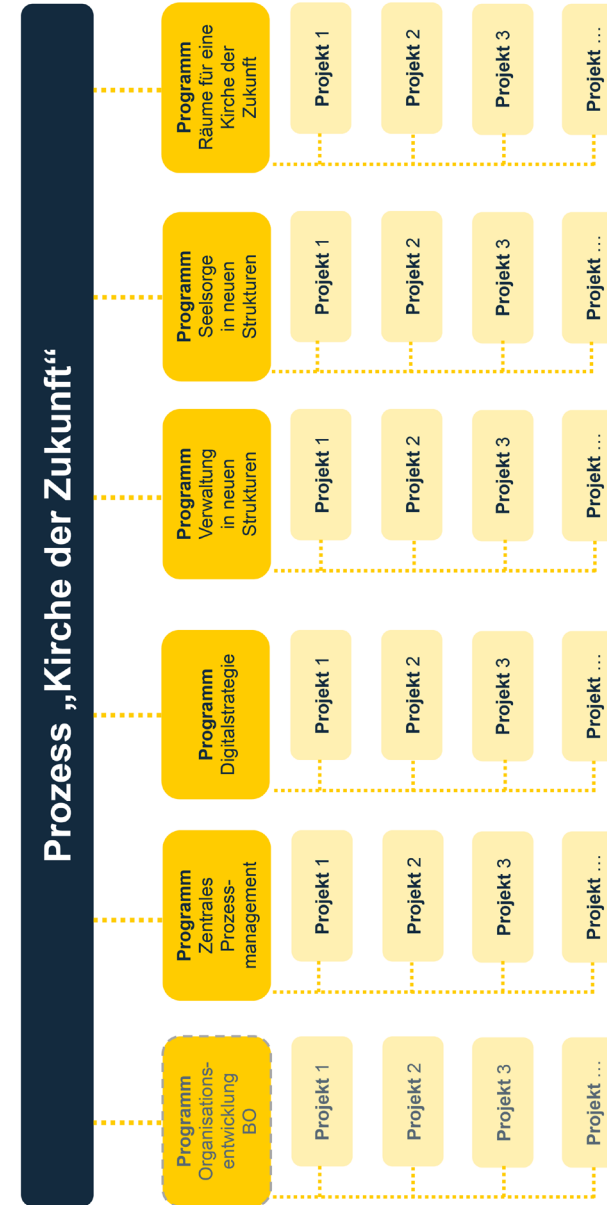 Prozess „Kirche der Zukunft“
Programm
Organisations-
entwicklung
BO
Projekt 1
Projekt 2
Projekt 3
Projekt …
Programm
Zentrales
Prozess-
management
Projekt 1
Projekt 2
Projekt 3
Projekt …
Programm
Digitalstrategie
Projekt 1
Projekt 2
Projekt 3
Projekt …
Programm
Verwaltung
in neuen
Strukturen
Projekt 1
Projekt 2
Projekt 3
Projekt …
Programm
Seelsorge
in neuen
Strukturen
Projekt 1
Projekt 2
Projekt 3
Projekt …
Programm
Räume für eine
Kirche der
Zukunft
Projekt 1
Projekt 2
Projekt 3
Projekt …